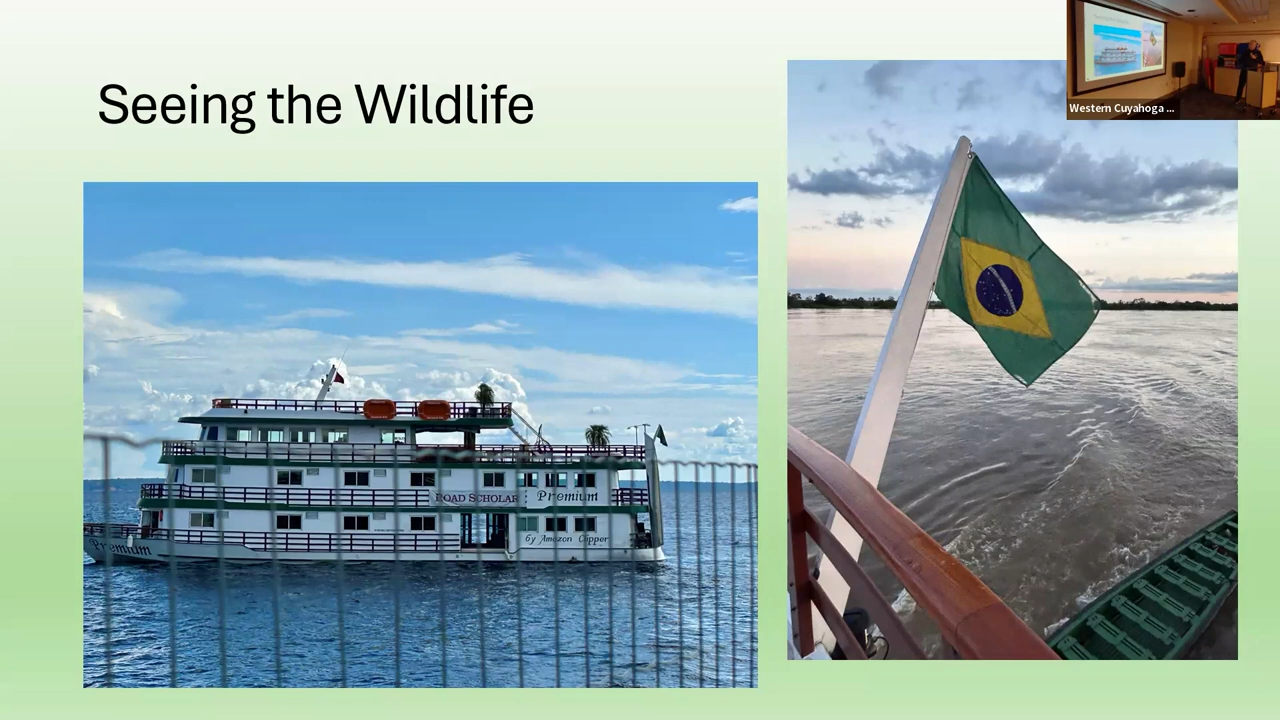 Seeing the Wildlife
Western Cuyahoga ...
ROAD SCHOLAR
Premium
by Amazon Clipper
Premium